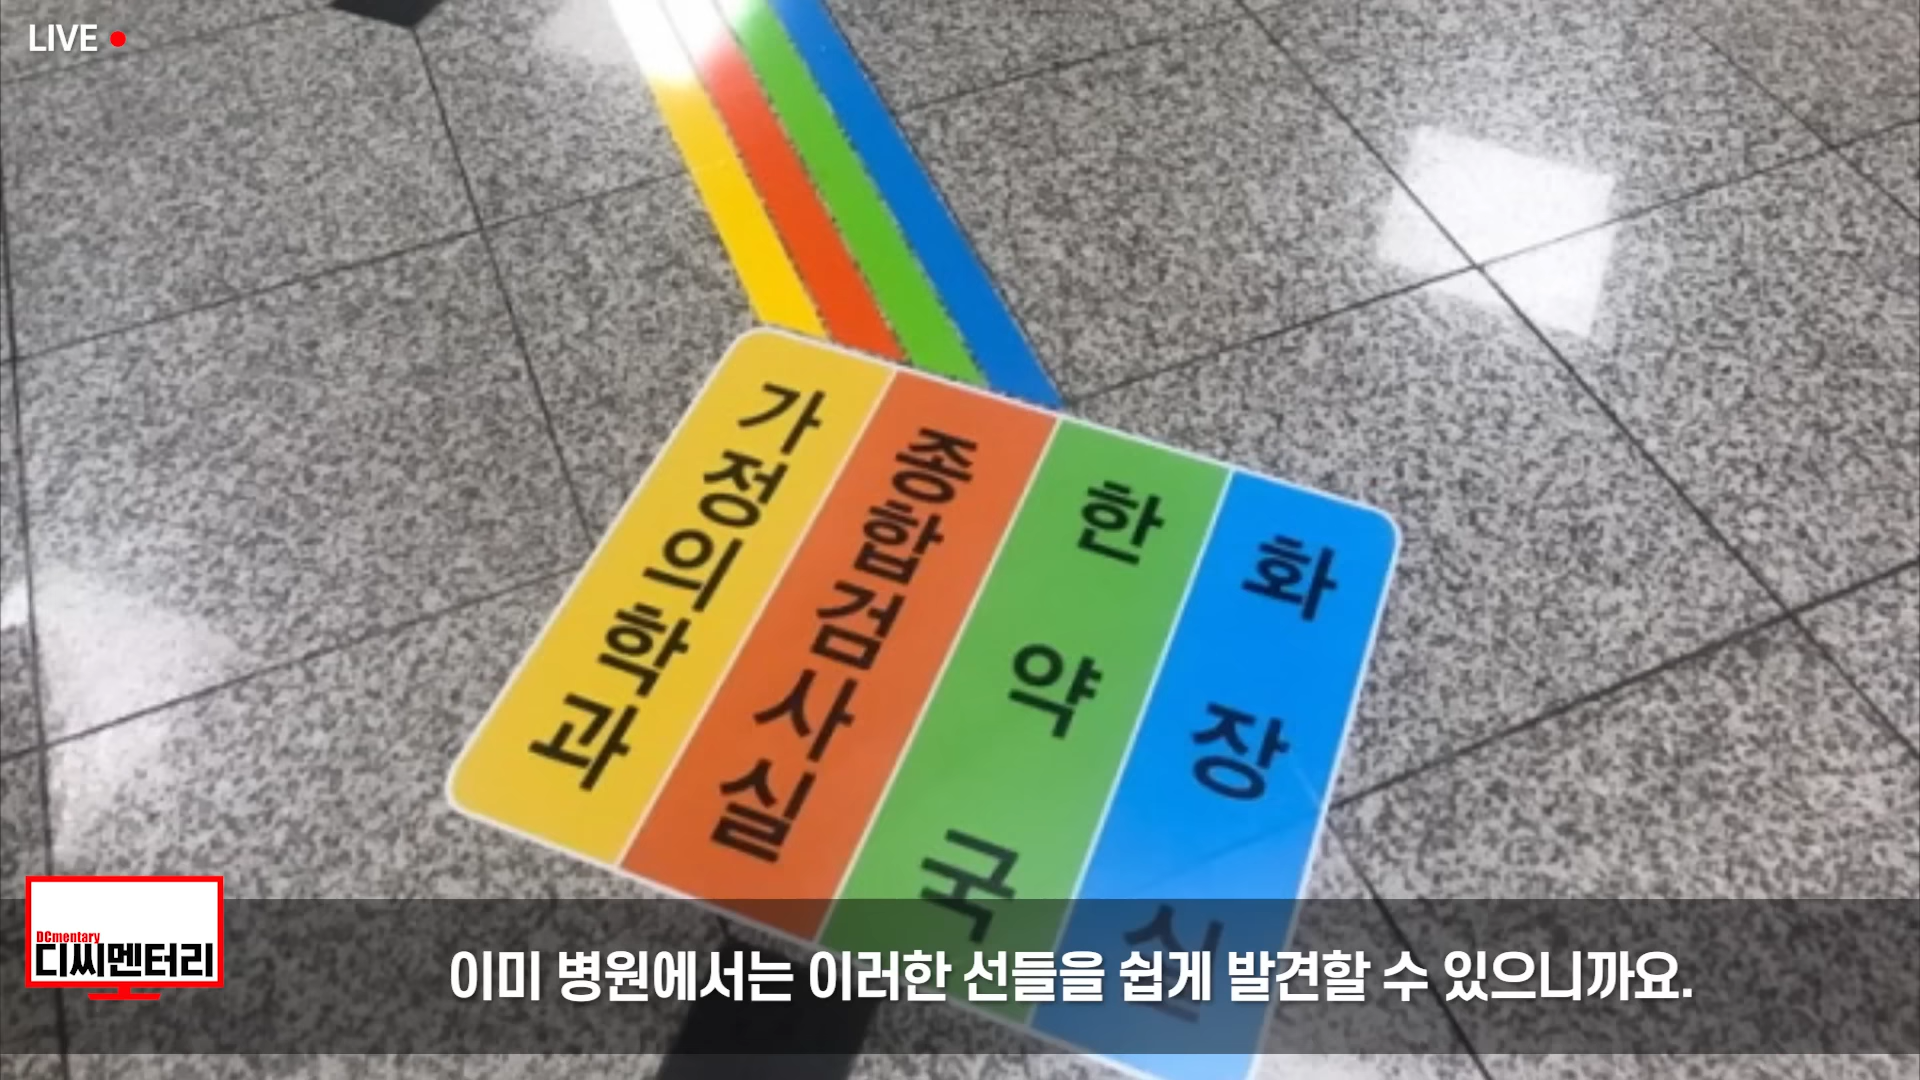 LIVE
가정의학과
종합검사실
한약국
화장실
DCmentary
디씨멘터리
이미 병원에서는 이러한 선들을 쉽게 발견할 수 있으니까요.